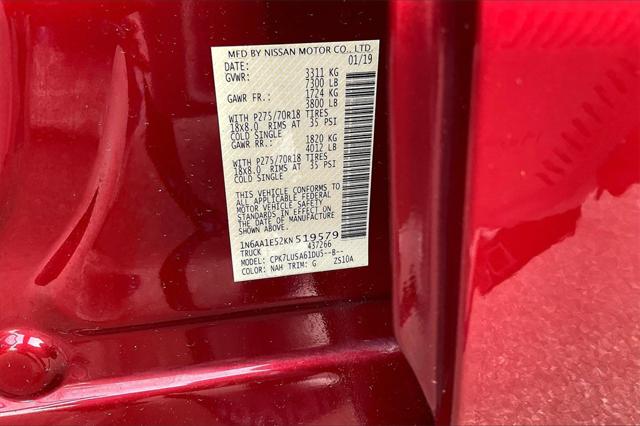 MFD BY NISSAN MOTOR CO., LTD.
DATE: 01/19
GVWR: 3311 KG
7300 LB
GAWR FR.: 1724 KG
3800 LB
WITH P275/70R18 TIRES
18X8.0 RIMS AT 35 PSI
COLD SINGLE
GAWR RR.: 1820 KG
4012 LB
WITH P275/70R18 TIRES
18X8.0 RIMS AT 35 PSI
COLD SINGLE
THIS VEHICLE CONFORMS TO
ALL APPLICABLE FEDERAL
MOTOR VEHICLE SAFETY
STANDARDS IN EFFECT ON
THE DATE OF MANUFACTURE
SHOWN ABOVE.
1N6AA1E52KN519579
TRUCK 437266
MODEL: CPK7LUSA61DU5--B--
COLOR: NAH TRIM: G ZS10A